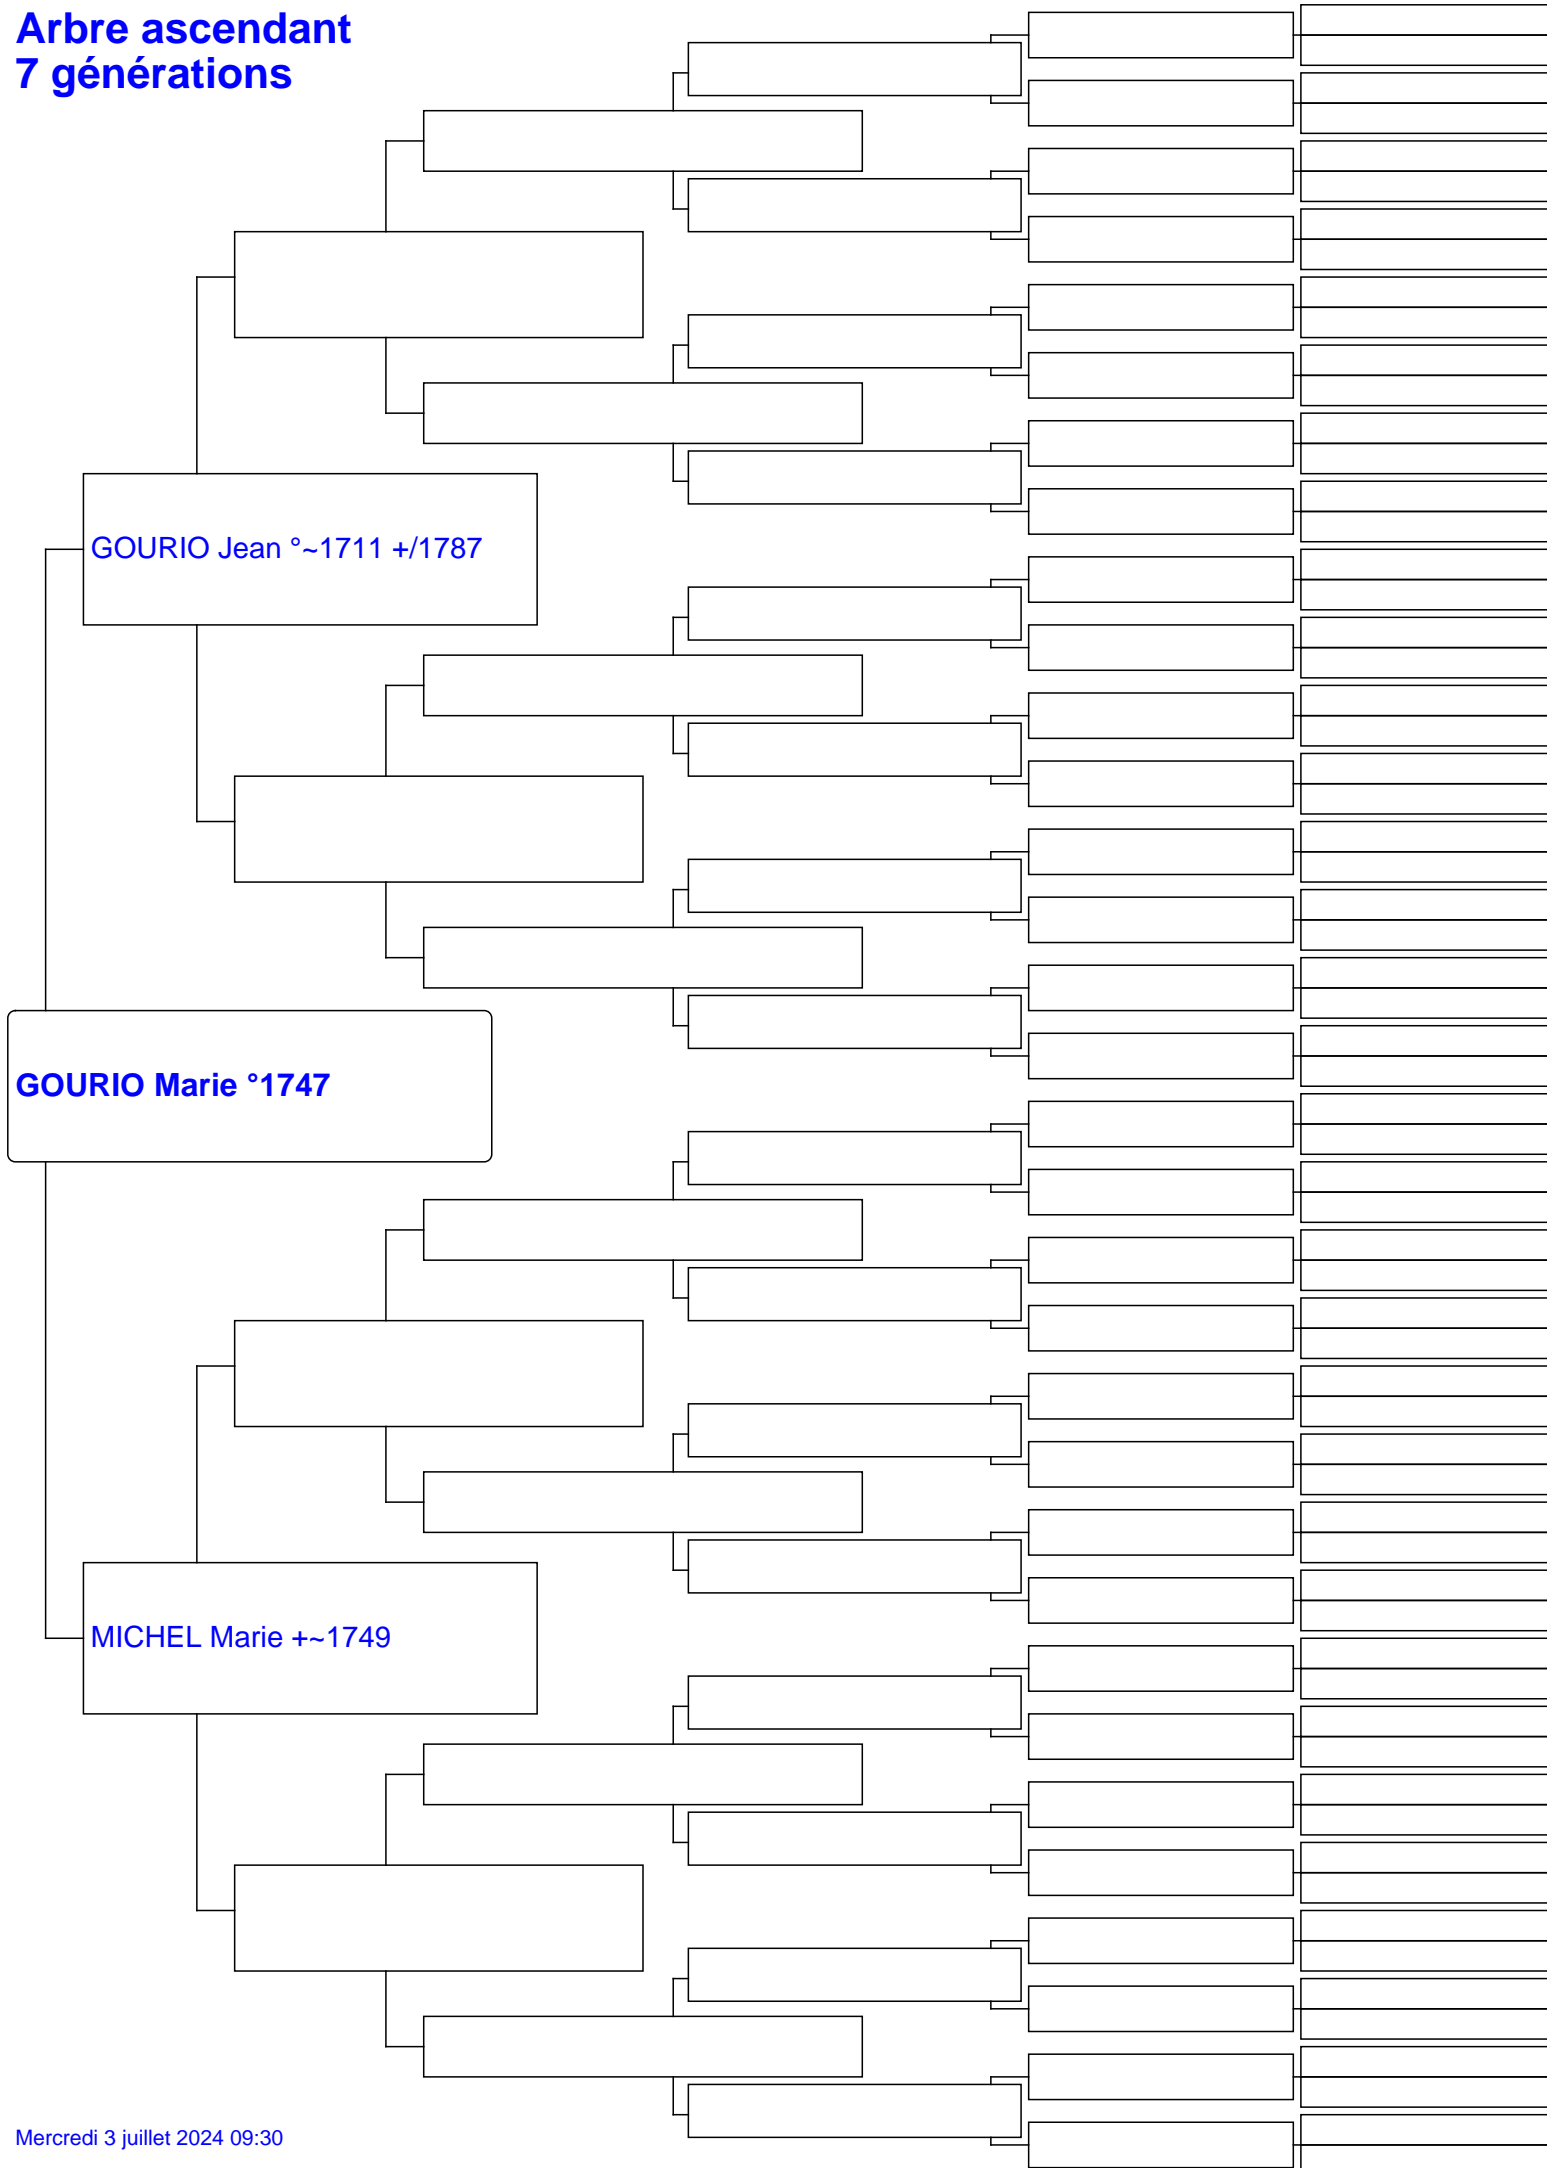 Arbre ascendant
7 générations
GOURIO Jean °~1711 +/1787
GOURIO Marie °1747
MICHEL Marie +~1749
Mercredi 3 juillet 2024 09:30